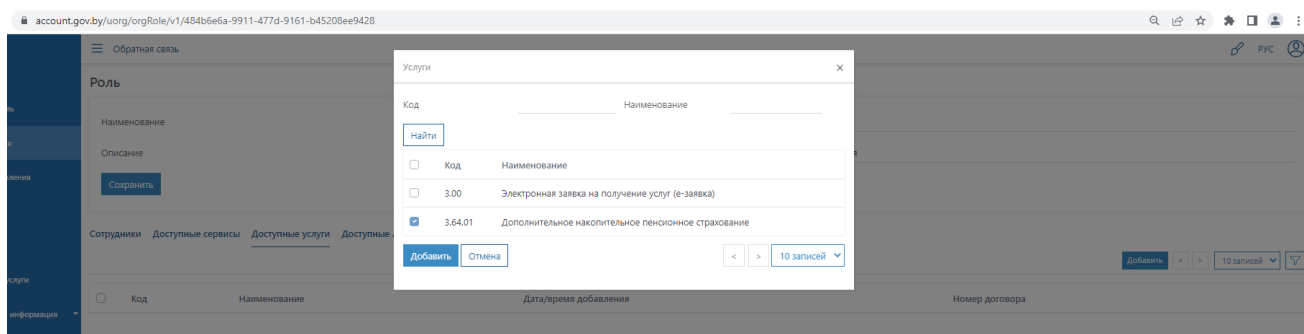 account.gov.by/uorg/orgRole/v1/484b6e6a-9911-477d-9161-b45208ee9428
Обратная связь
РУС
Роль
Наименование
Описание
Сохранить
Услуги ×
Код Наименование
Найти
Код Наименование
3.00 Электронная заявка на получение услуг (е-заявка)
3.64.01 Дополнительное накопительное пенсионное страхование
Добавить Отмена < > 10 записей
Сотрудники Доступные сервисы Доступные услуги Доступные
Добавить < > 10 записей
Код Наименование Дата/время добавления Номер договора
услуги
информация